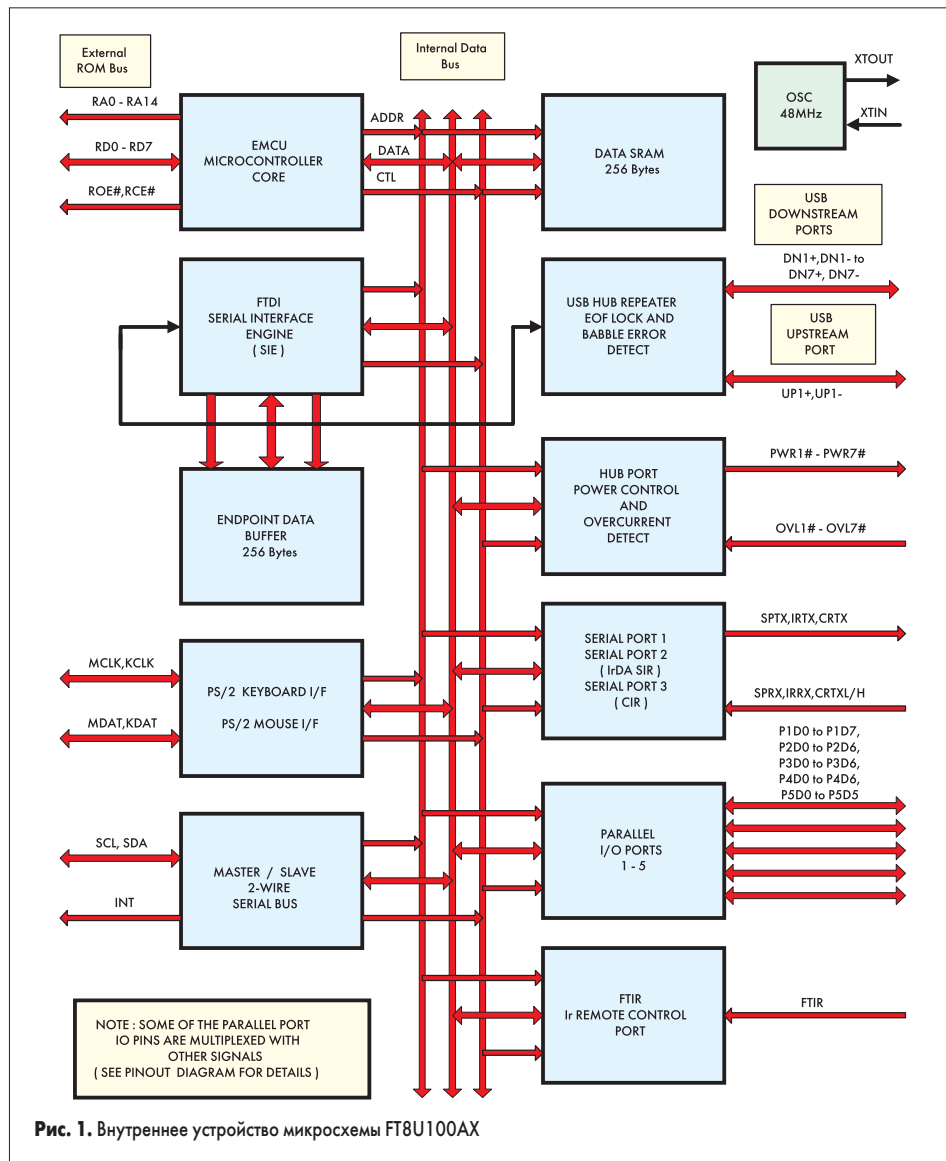 External
ROM Bus
Internal Data
Bus
XTOUT
OSC
48MHz
XTIN
RA0 - RA14
RD0 - RD7
ROE#,RCE#
EMCU
MICROCONTROLLER
CORE
ADDR
DATA
CTL
DATA SRAM
256 Bytes
USB
DOWNSTREAM
PORTS
DN1+,DN1- to
DN7+, DN7-
FTDI
SERIAL INTERFACE
ENGINE
( SIE )
USB HUB REPEATER
EOF LOCK AND
BABBLE ERROR
DETECT
USB
UPSTREAM
PORT
UP1+,UP1-
ENDPOINT DATA
BUFFER
256 Bytes
HUB PORT
POWER CONTROL
AND
OVERCURRENT
DETECT
PWR1# - PWR7#
OVL1# - OVL7#
MCLK,KCLK
MDAT,KDAT
PS/2 KEYBOARD I/F
PS/2 MOUSE I/F
SERIAL PORT 1
SERIAL PORT 2
( IrDA SIR )
SERIAL PORT 3
( CIR )
SPTX,IRTX,CRTX
SPRX,IRRX,CRTXL/H
P1D0 to P1D7,
P2D0 to P2D6,
P3D0 to P3D6,
P4D0 to P4D6,
P5D0 to P5D5
SCL, SDA
INT
MASTER / SLAVE
2-WIRE
SERIAL BUS
PARALLEL
I/O PORTS
1 - 5
FTIR
Ir REMOTE CONTROL
PORT
FTIR
NOTE : SOME OF THE PARALLEL PORT
IO PINS ARE MULTIPLEXED WITH
OTHER SIGNALS
( SEE PINOUT DIAGRAM FOR DETAILS )
Рис. 1. Внутреннее устройство микросхемы FT8U100AX